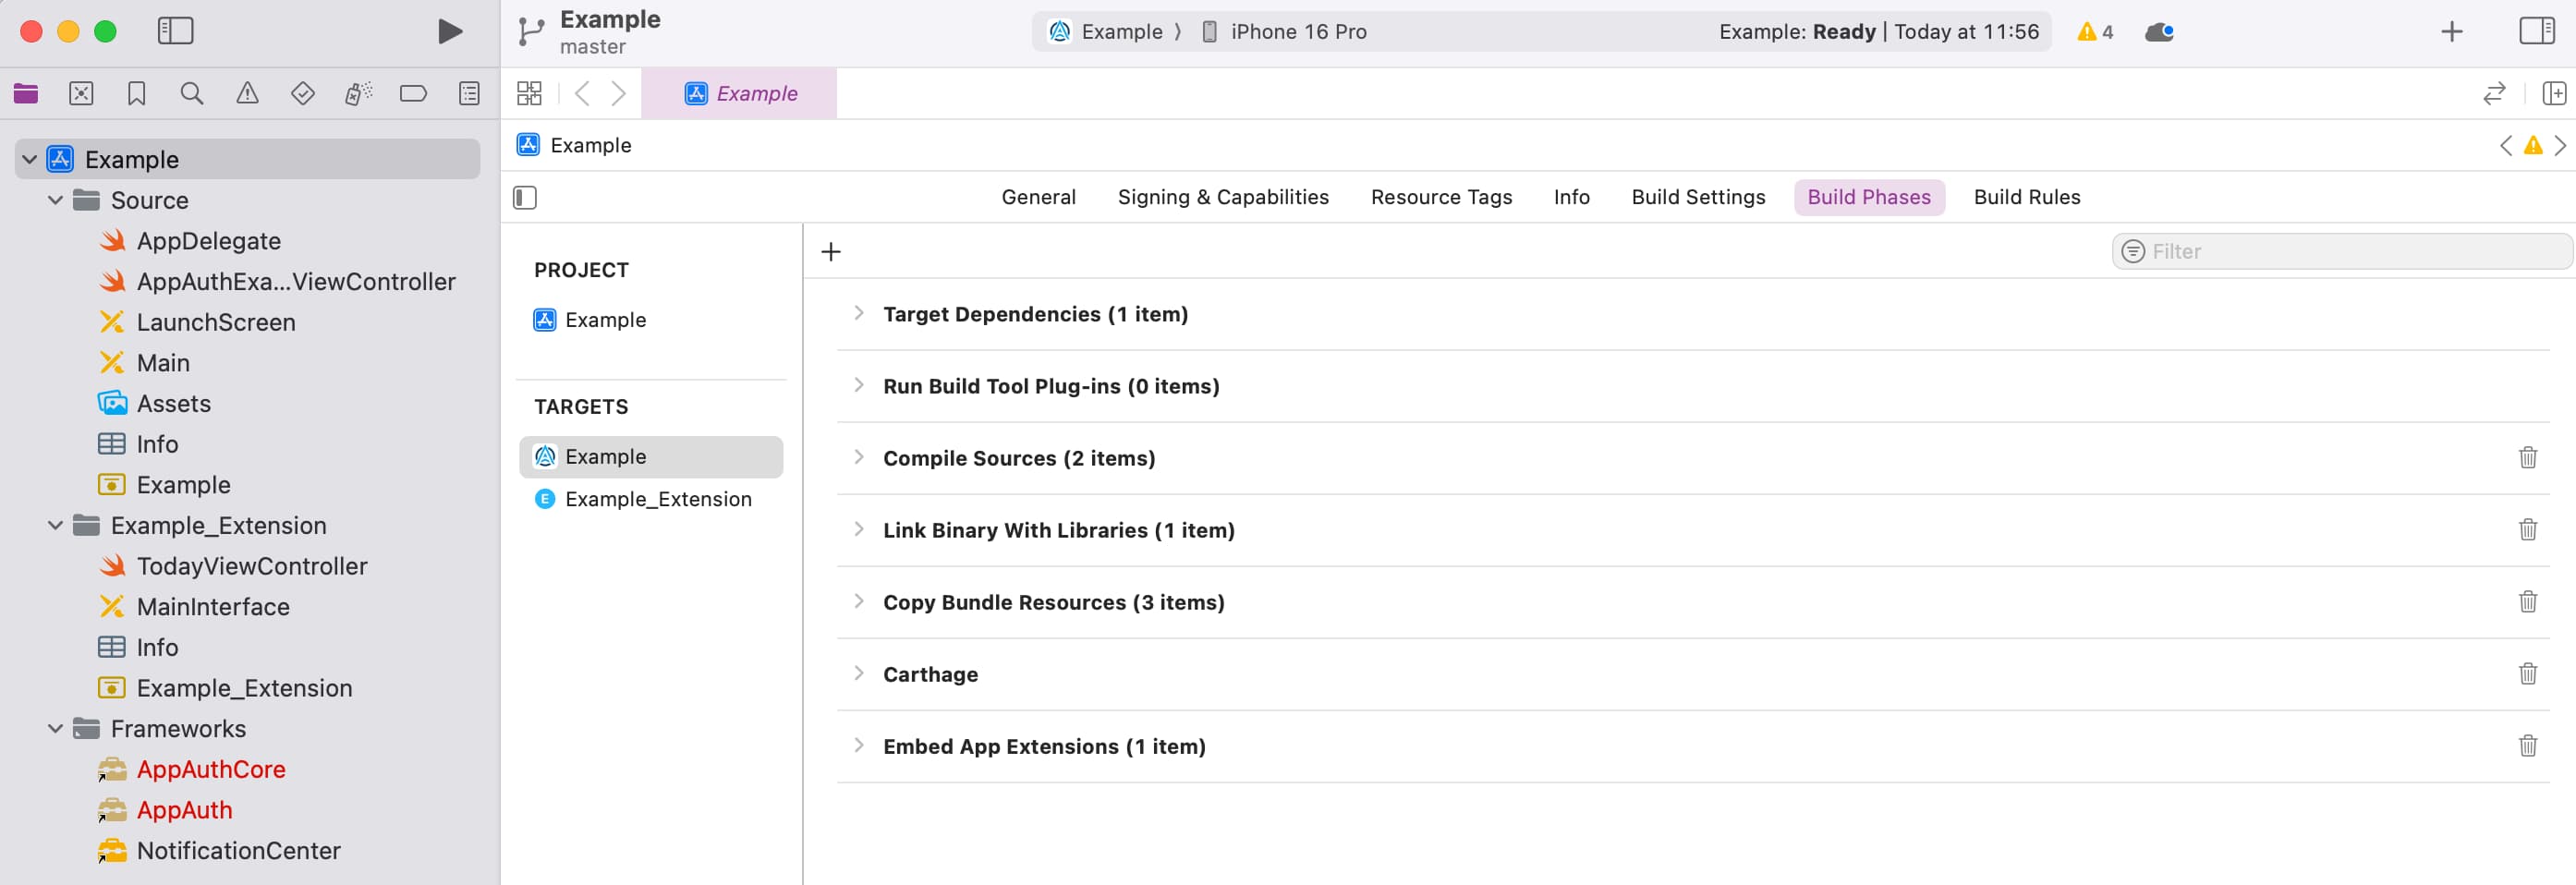 Example
master
Example 〉 iPhone 16 Pro
Example: Ready | Today at 11:56
4
Example
Example
Example
Source
AppDelegate
AppAuthExa...ViewController
LaunchScreen
Main
Assets
Info
Example
Example_Extension
TodayViewController
MainInterface
Info
Example_Extension
Frameworks
AppAuthCore
AppAuth
NotificationCenter
General
Signing & Capabilities
Resource Tags
Info
Build Settings
Build Phases
Build Rules
PROJECT
Example
TARGETS
Example
E Example_Extension
Filter
Target Dependencies (1 item)
Run Build Tool Plug-ins (0 items)
Compile Sources (2 items)
Link Binary With Libraries (1 item)
Copy Bundle Resources (3 items)
Carthage
Embed App Extensions (1 item)